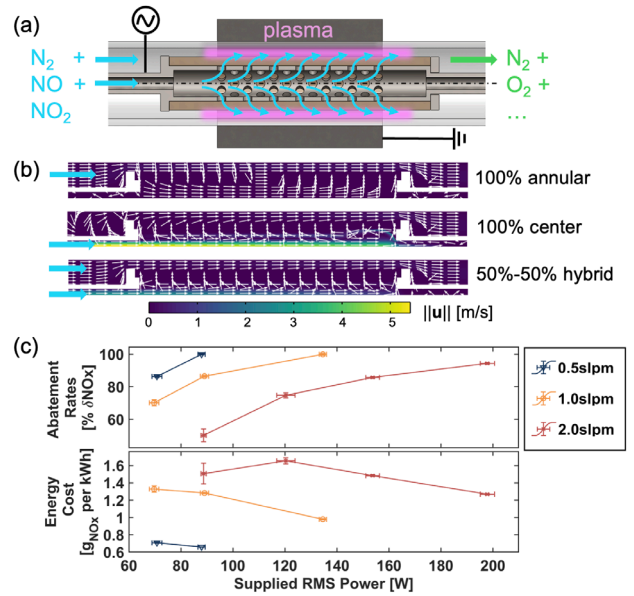 (a)
plasma
N₂ +
NO +
NO₂
N₂ +
O₂ +
...
(b)
100% annular
100% center
50%-50% hybrid
0 1 2 3 4 5
||u|| [m/s]
(c)
Abatement
Rates
[% ℓNOx]
100
80
60
0.5slpm
1.0slpm
2.0slpm
Energy
Cost
[gNOx per kWh]
1.6
1.4
1.2
1
0.8
0.6
60 80 100 120 140 160 180 200
Supplied RMS Power [W]